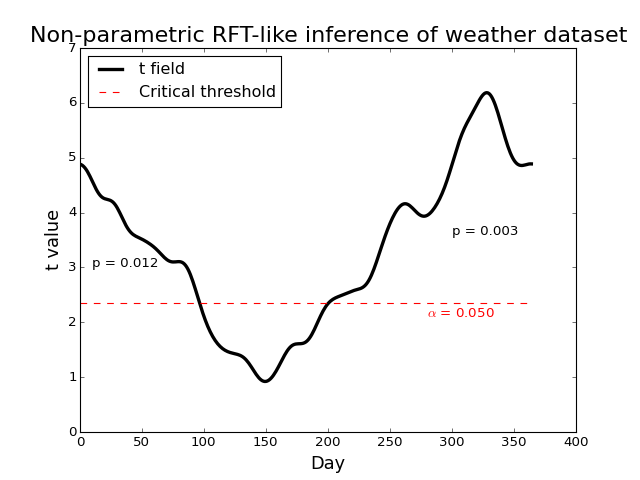 Non-parametric RFT-like inference of weather dataset
t field
Critical threshold
7
6
5
4
3
2
1
0
t value
p = 0.012
p = 0.003
α = 0.050
0 50 100 150 200 250 300 350 400
Day